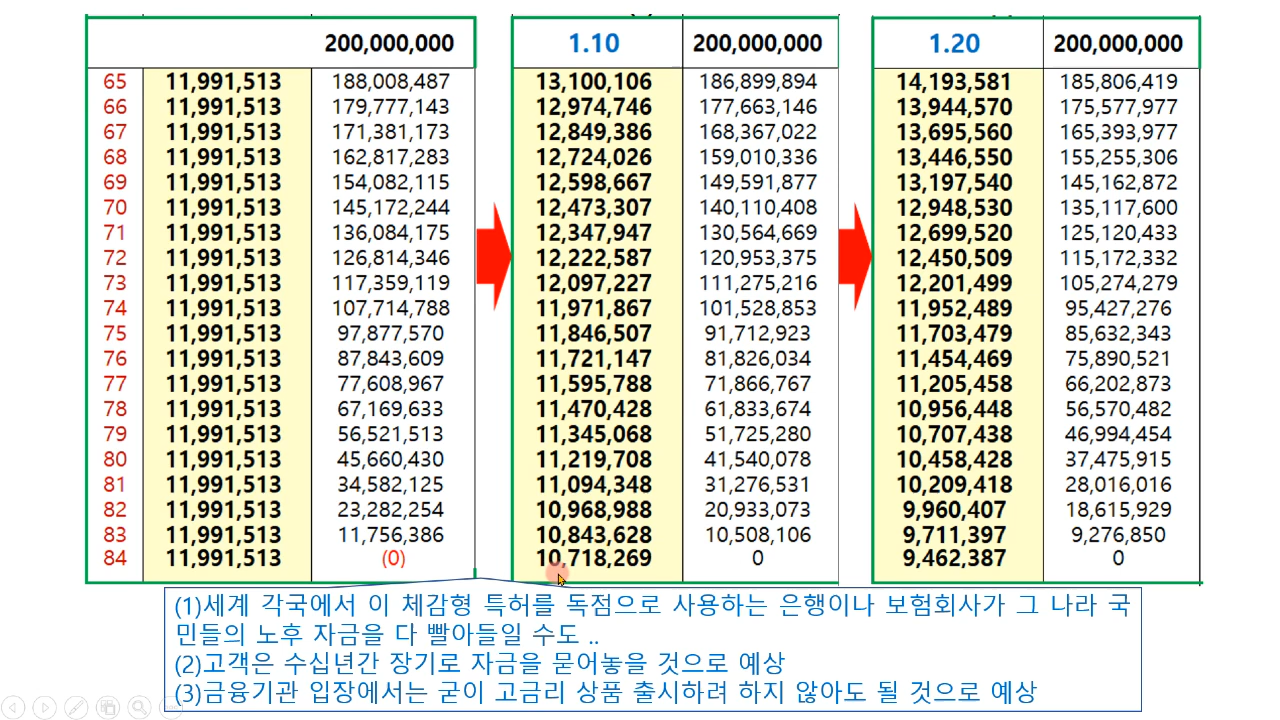 200,000,000 1.10 200,000,000 1.20 200,000,000
65 11,991,513 188,008,487 13,100,106 186,899,894 14,193,581 185,806,419
66 11,991,513 179,777,143 12,974,746 177,663,146 13,944,570 175,577,977
67 11,991,513 171,381,173 12,849,386 168,367,022 13,695,560 165,393,977
68 11,991,513 162,817,283 12,724,026 159,010,336 13,446,550 155,255,306
69 11,991,513 154,082,115 12,598,667 149,591,877 13,197,540 145,162,872
70 11,991,513 145,172,244 12,473,307 140,110,408 12,948,530 135,117,600
71 11,991,513 136,084,175 12,347,947 130,564,669 12,699,520 125,120,433
72 11,991,513 126,814,346 12,222,587 120,953,375 12,450,509 115,172,332
73 11,991,513 117,359,119 12,097,227 111,275,216 12,201,499 105,274,279
74 11,991,513 107,714,788 11,971,867 101,528,853 11,952,489 95,427,276
75 11,991,513 97,877,570 11,846,507 91,712,923 11,703,479 85,632,343
76 11,991,513 87,843,609 11,721,147 81,826,034 11,454,469 75,890,521
77 11,991,513 77,608,967 11,595,788 71,866,767 11,205,458 66,202,873
78 11,991,513 67,169,633 11,470,428 61,833,674 10,956,448 56,570,482
79 11,991,513 56,521,513 11,345,068 51,725,280 10,707,438 46,994,454
80 11,991,513 45,660,430 11,219,708 41,540,078 10,458,428 37,475,915
81 11,991,513 34,582,125 11,094,348 31,276,531 10,209,418 28,016,016
82 11,991,513 23,282,254 10,968,988 20,933,073 9,960,407 18,615,929
83 11,991,513 11,756,386 10,843,628 10,508,106 9,711,397 9,276,850
84 11,991,513 (0) 10,718,269 0 9,462,387 0
(1)세계 각국에서 이 체감형 특허를 독점으로 사용하는 은행이나 보험회사가 그 나라 국
민들의 노후 자금을 다 빨아들일 수도 ..
(2)고객은 수십년간 장기로 자금을 묻어놓을 것으로 예상
(3)금융기관 입장에서는 굳이 고금리 상품 출시하려 하지 않아도 될 것으로 예상